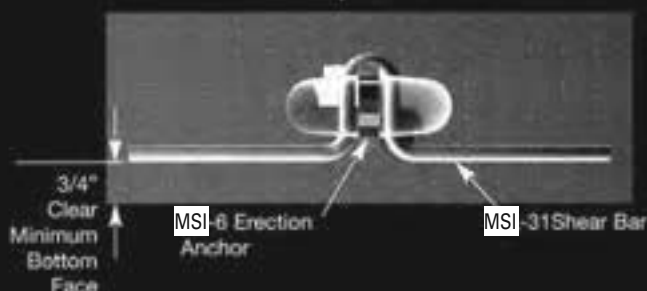 3/4"
Clear
Minimum
Bottom
Face
MSI-6 Erection
Anchor
MSI-31Shear Bar